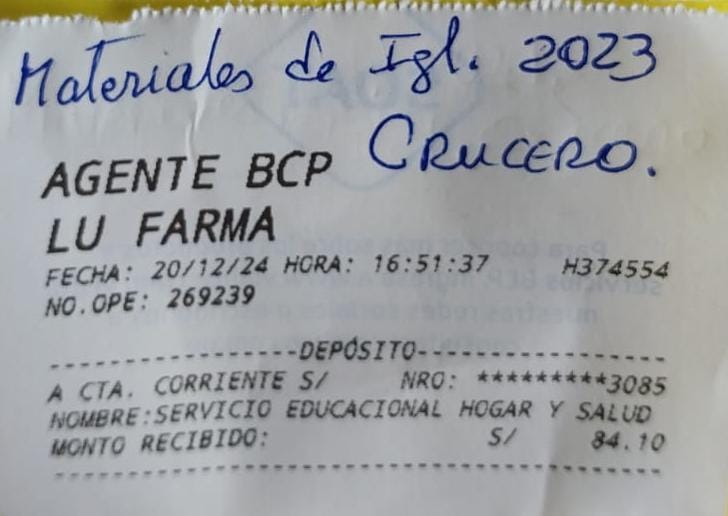 Materiales de Igl. 2023
CRUCERO.
AGENTE BCP
LU FARMA
FECHA: 20/12/24 HORA: 16:51:37 H374554
NO.OPE: 269239
------------------DEPÓSITO------------------
A CTA. CORRIENTE S/ NRO: *********3085
NOMBRE:SERVICIO EDUCACIONAL HOGAR Y SALUD
MONTO RECIBIDO: S/ 84.10
--------------------------------------------